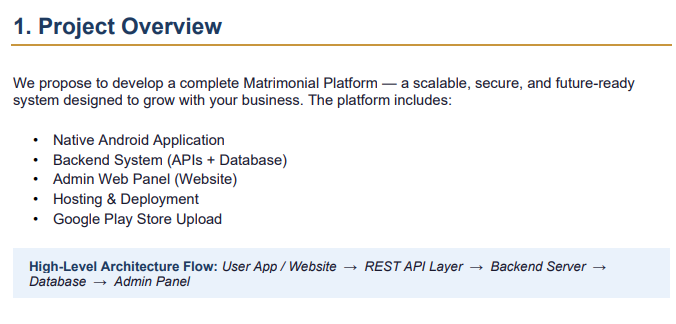 1. Project Overview
We propose to develop a complete Matrimonial Platform — a scalable, secure, and future-ready
system designed to grow with your business. The platform includes:
• Native Android Application
• Backend System (APIs + Database)
• Admin Web Panel (Website)
• Hosting & Deployment
• Google Play Store Upload
High-Level Architecture Flow: User App / Website → REST API Layer → Backend Server →
Database → Admin Panel